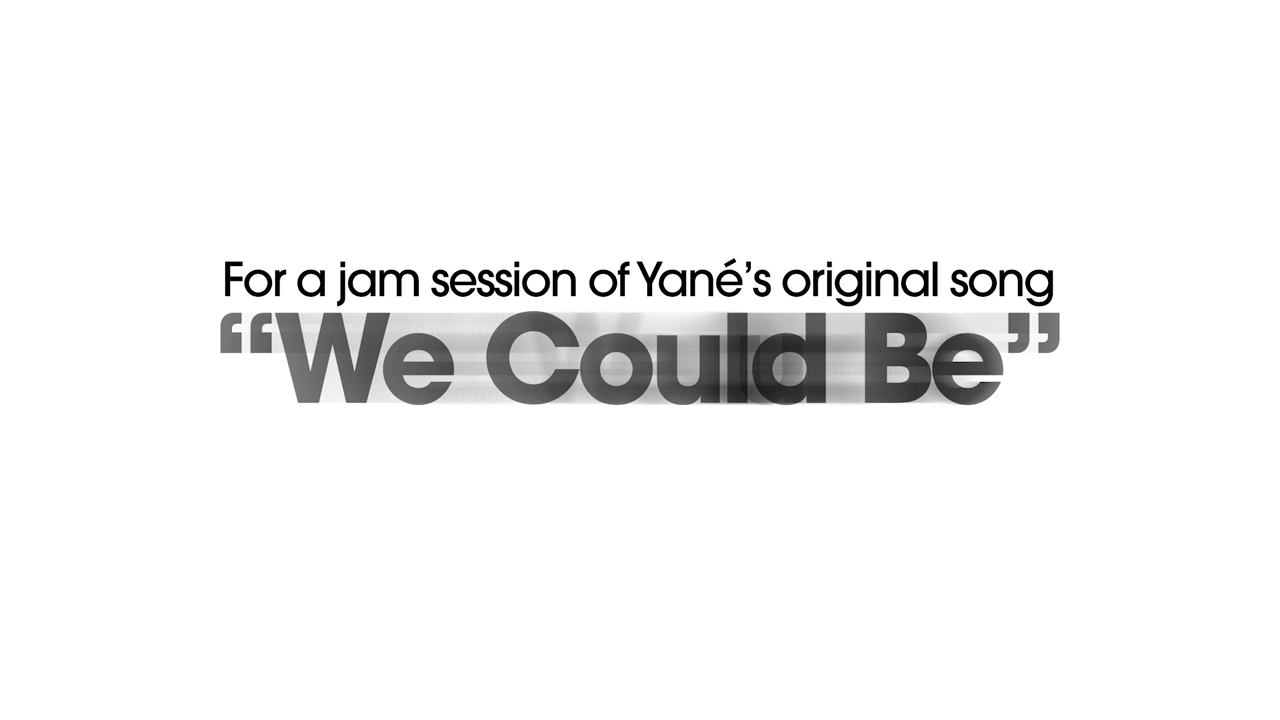 For a jam session of Yané’s original song
“We Could Be”